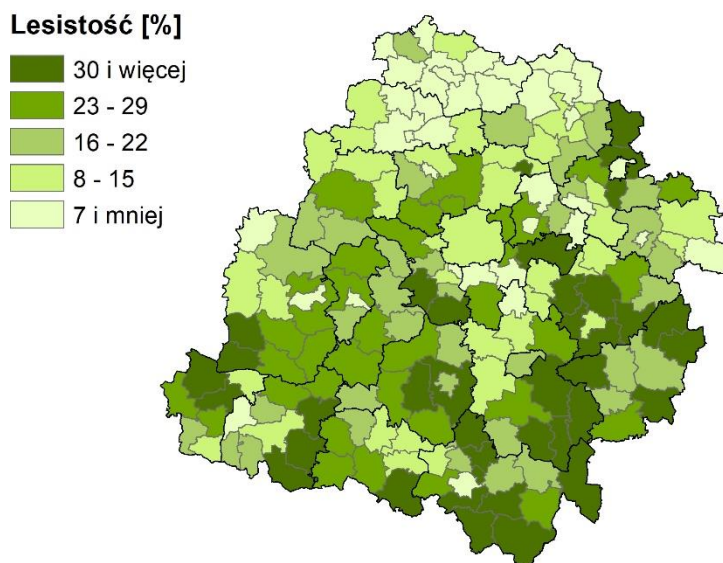 Lesistość [%]
30 i więcej
23 - 29
16 - 22
8 - 15
7 i mniej